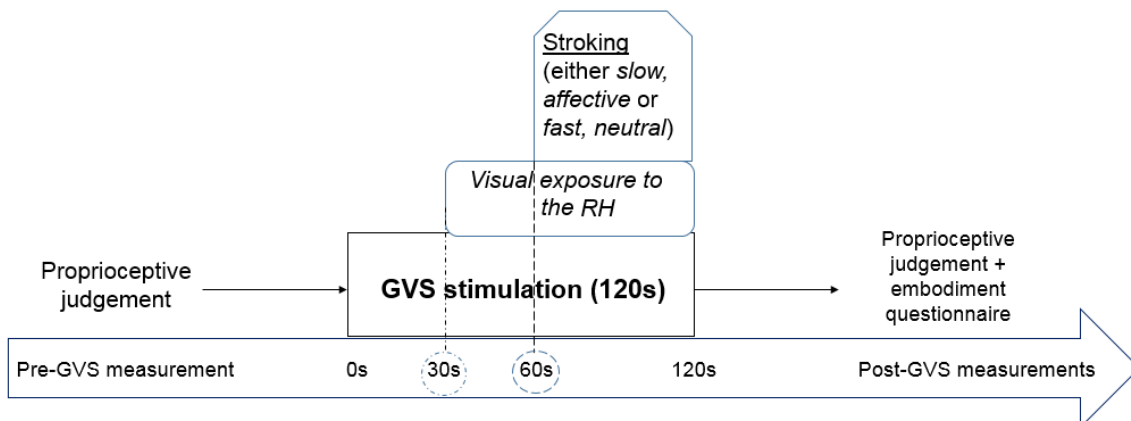 Stroking
(either slow,
affective or
fast, neutral)
Visual exposure to
the RH
Proprioceptive
judgement
GVS stimulation (120s)
Proprioceptive
judgement +
embodiment
questionnaire
Pre-GVS measurement
0s
30s
60s
120s
Post-GVS measurements